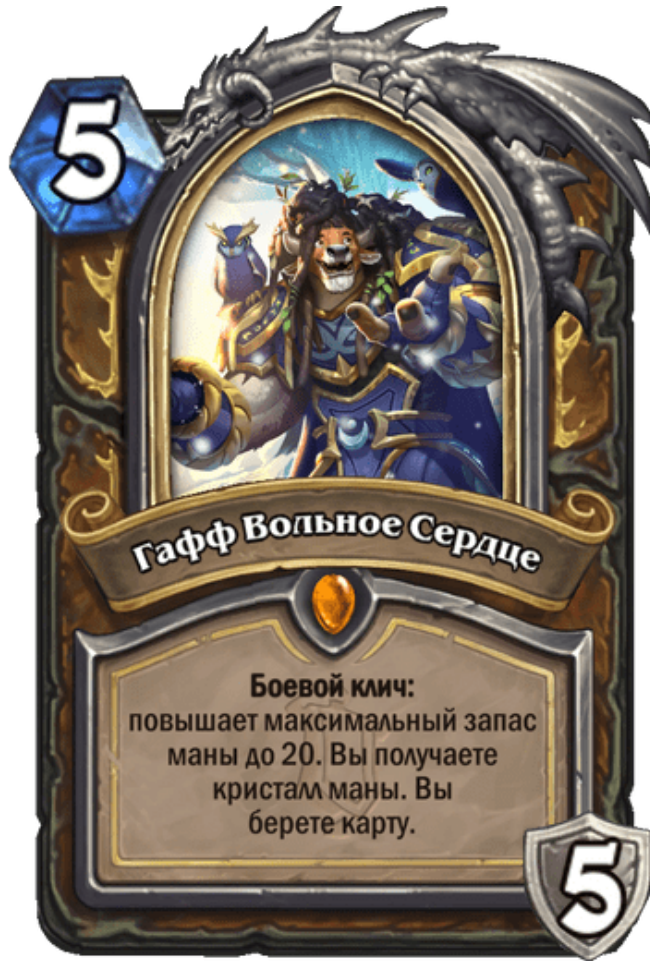 5
Гафф Вольное Сердце
Боевой клич:
повышает максимальный запас
маны до 20. Вы получаете
кристалл маны. Вы
берете карту.
5